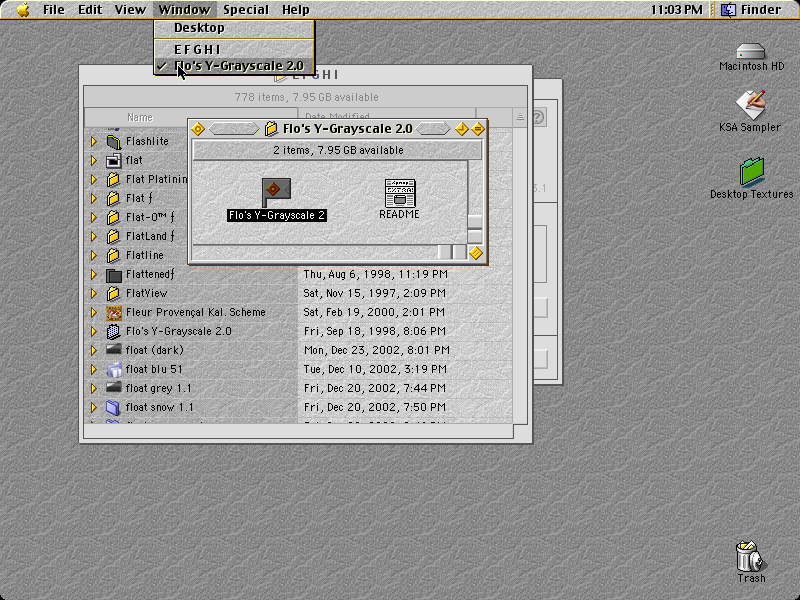 File Edit View Window Special Help 11:03 PM Finder
Desktop
E F G H I
Flo's Y-Grayscale 2.0
E F G H I
778 items, 7.95 GB available
Name Date Modified
Flashlite
flat
Flat Platinin
Flat ƒ
Flat-O™ ƒ
FlatLand ƒ
Flatline
Flattenedƒ Thu, Aug 6, 1998, 11:19 PM
FlatView Sat, Nov 15, 1997, 2:09 PM
Fleur Provençal Kal. Scheme Sat, Feb 19, 2000, 2:01 PM
Flo's Y-Grayscale 2.0 Fri, Sep 18, 1998, 8:06 PM
float (dark) Mon, Dec 23, 2002, 8:01 PM
float blu 51 Tue, Dec 10, 2002, 3:19 PM
float grey 1.1 Fri, Dec 20, 2002, 7:44 PM
float snow 1.1 Fri, Dec 20, 2002, 7:50 PM
Flo's Y-Grayscale 2.0
2 items, 7.95 GB available
Flo's Y-Grayscale 2
README
?
3.1
Macintosh HD
KSA Sampler
Desktop Textures
Trash